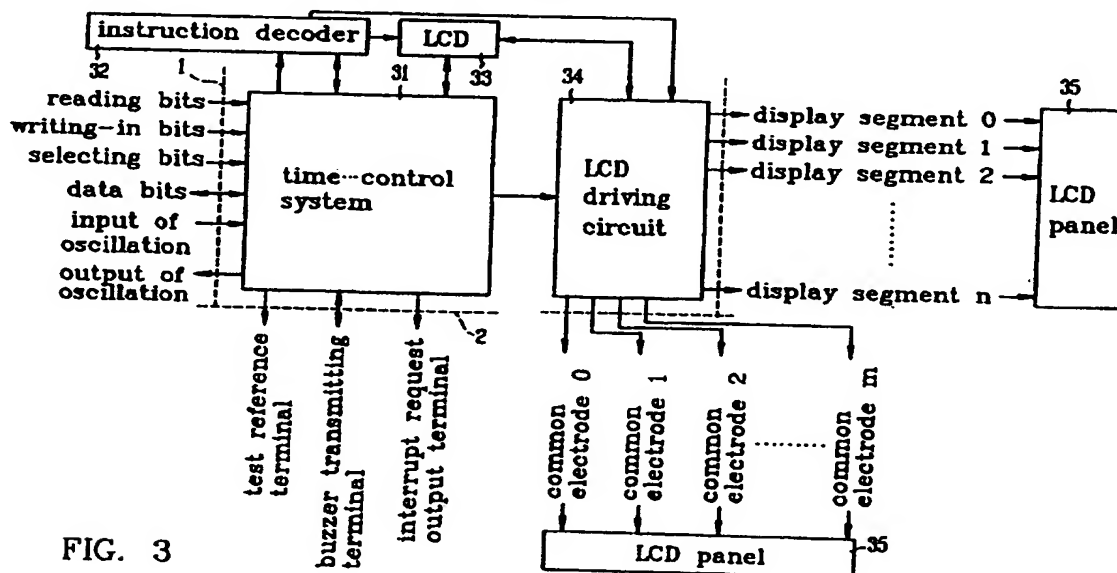 instruction decoder
LCD
32
33
1
31
34
35
reading bits
writing-in bits
selecting bits
data bits
input of
oscillation
output of
oscillation
time---control
system
LCD
driving
circuit
display segment 0
display segment 1
display segment 2
display segment n
LCD
panel
2
test reference
terminal
buzzer transmitting
terminal
interrupt request
output terminal
common
electrode 0
common
electrode 1
common
electrode 2
common
electrode m
LCD panel
35
FIG. 3